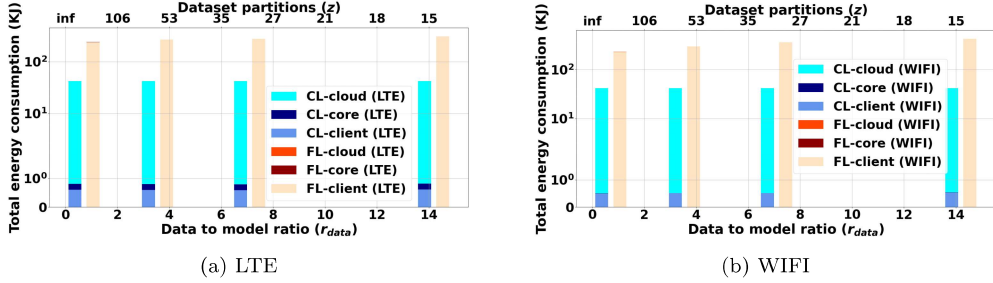 Dataset partitions (z)
inf 106 53 35 27 21 18 15
Total energy consumption (KJ)
10² 10¹ 10⁰ 0
CL-cloud (LTE)
CL-core (LTE)
CL-client (LTE)
FL-cloud (LTE)
FL-core (LTE)
FL-client (LTE)
0 2 4 6 8 10 12 14
Data to model ratio (r_data)
(a) LTE
Dataset partitions (z)
inf 106 53 35 27 21 18 15
Total energy consumption (KJ)
10² 10¹ 10⁰ 0
CL-cloud (WIFI)
CL-core (WIFI)
CL-client (WIFI)
FL-cloud (WIFI)
FL-core (WIFI)
FL-client (WIFI)
0 2 4 6 8 10 12 14
Data to model ratio (r_data)
(b) WIFI